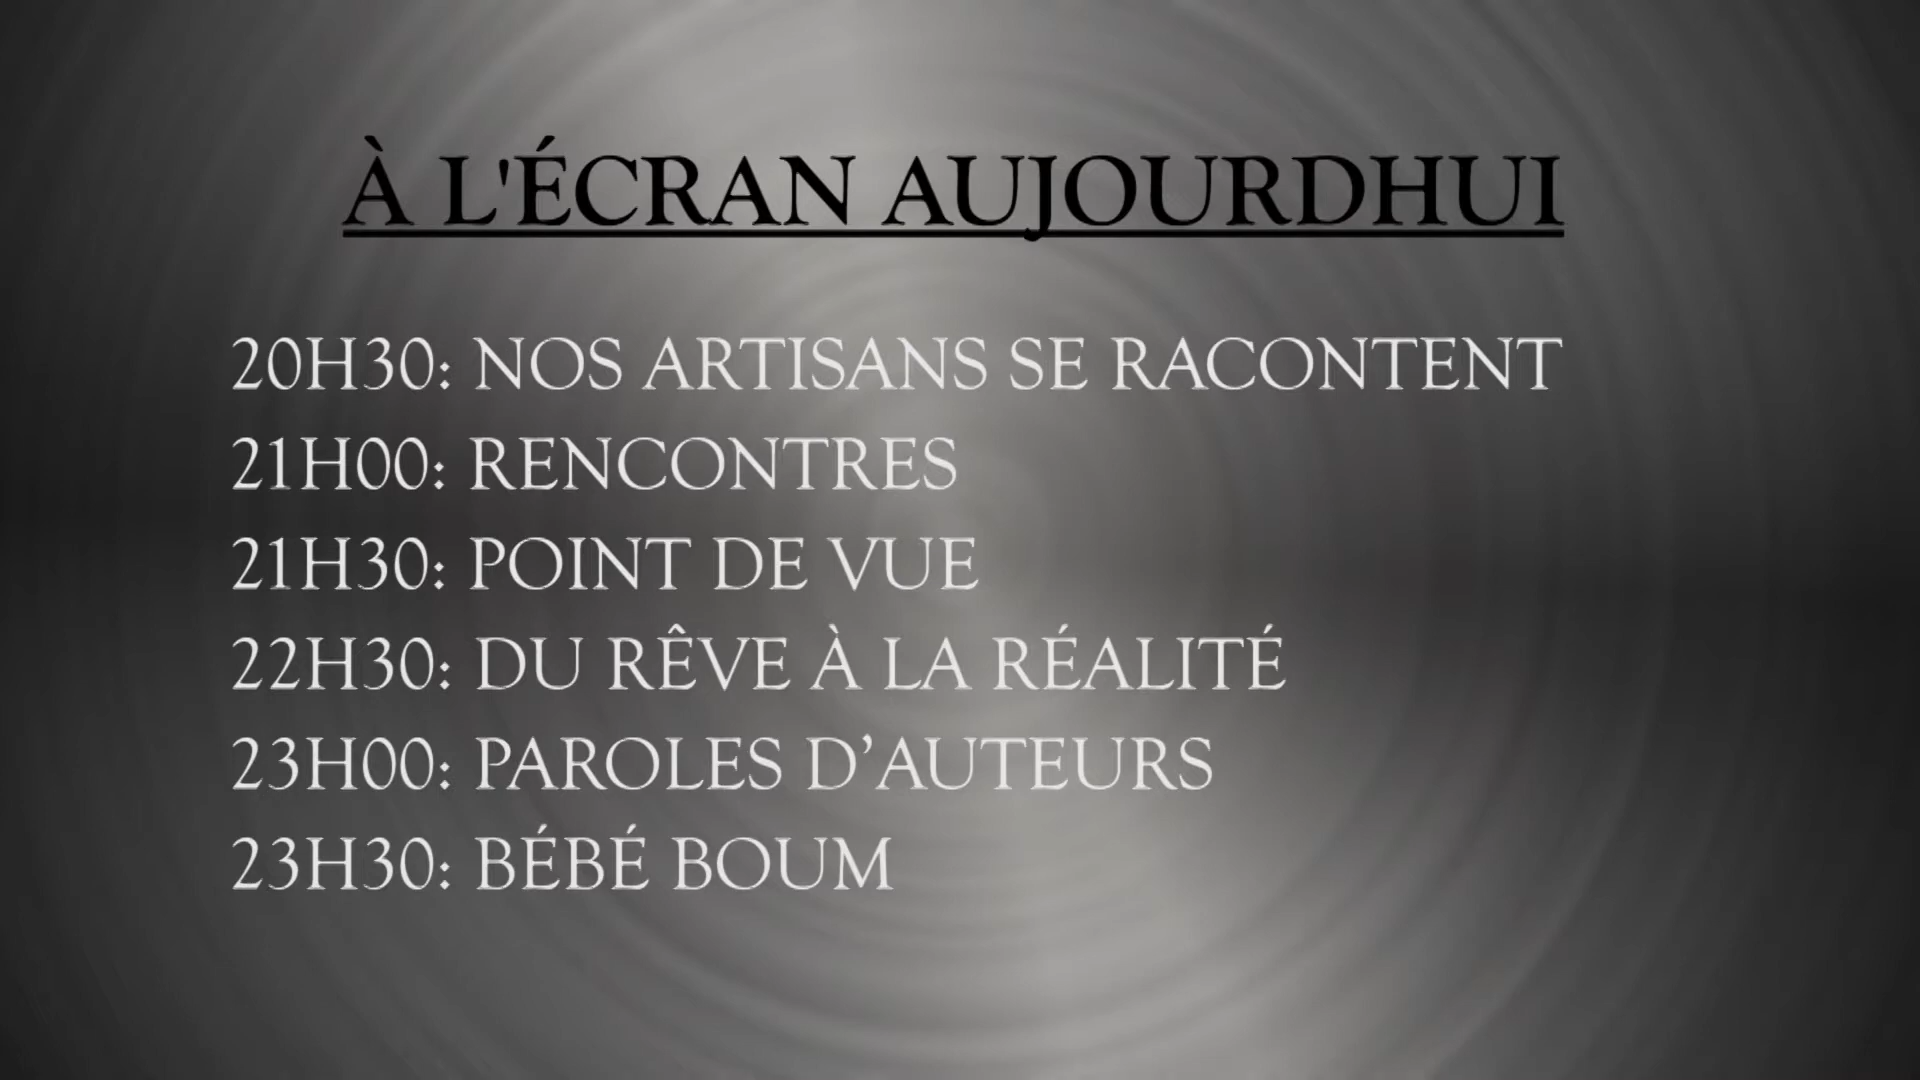 À L'ÉCRAN AUJOURDHUI
20H30: NOS ARTISANS SE RACONTENT
21H00: RENCONTRES
21H30: POINT DE VUE
22H30: DU RÊVE À LA RÉALITÉ
23H00: PAROLES D’AUTEURS
23H30: BÉBÉ BOUM